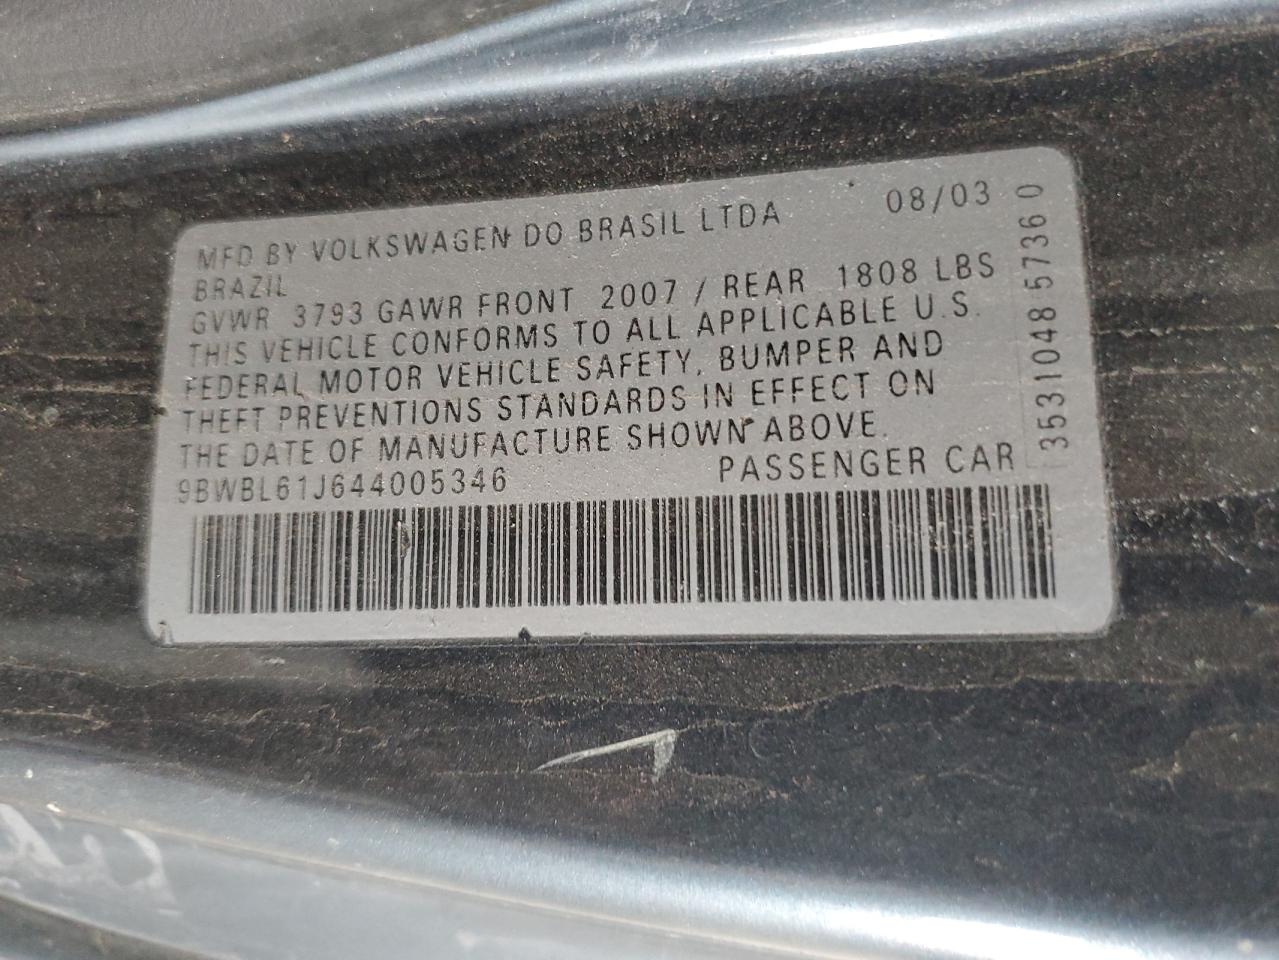 MFD BY VOLKSWAGEN DO BRASIL LTDA 08/03
BRAZIL
GVWR 3793 GAWR FRONT 2007 / REAR 1808 LBS
THIS VEHICLE CONFORMS TO ALL APPLICABLE U.S.
FEDERAL MOTOR VEHICLE SAFETY, BUMPER AND
THEFT PREVENTIONS STANDARDS IN EFFECT ON
THE DATE OF MANUFACTURE SHOWN ABOVE.
9BWBL61J644005346 PASSENGER CAR
3531048 5736 0